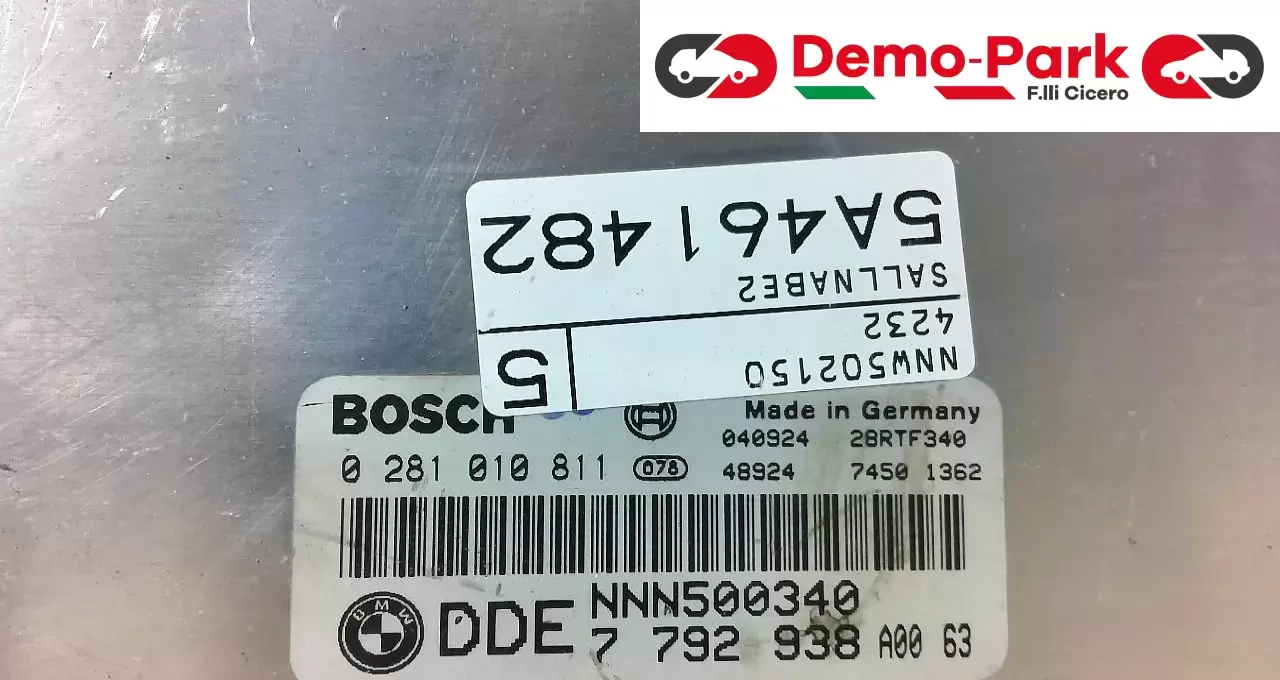 Demo-Park
F.lli Cicero
5A461482
SALLNABE2
4232
NNW502150
5
BOSCH
Made in Germany
040924 28RTF340
0 281 010 811 078 48924 7450 1362
BMW DDE NNN500340
7 792 938 A00 63